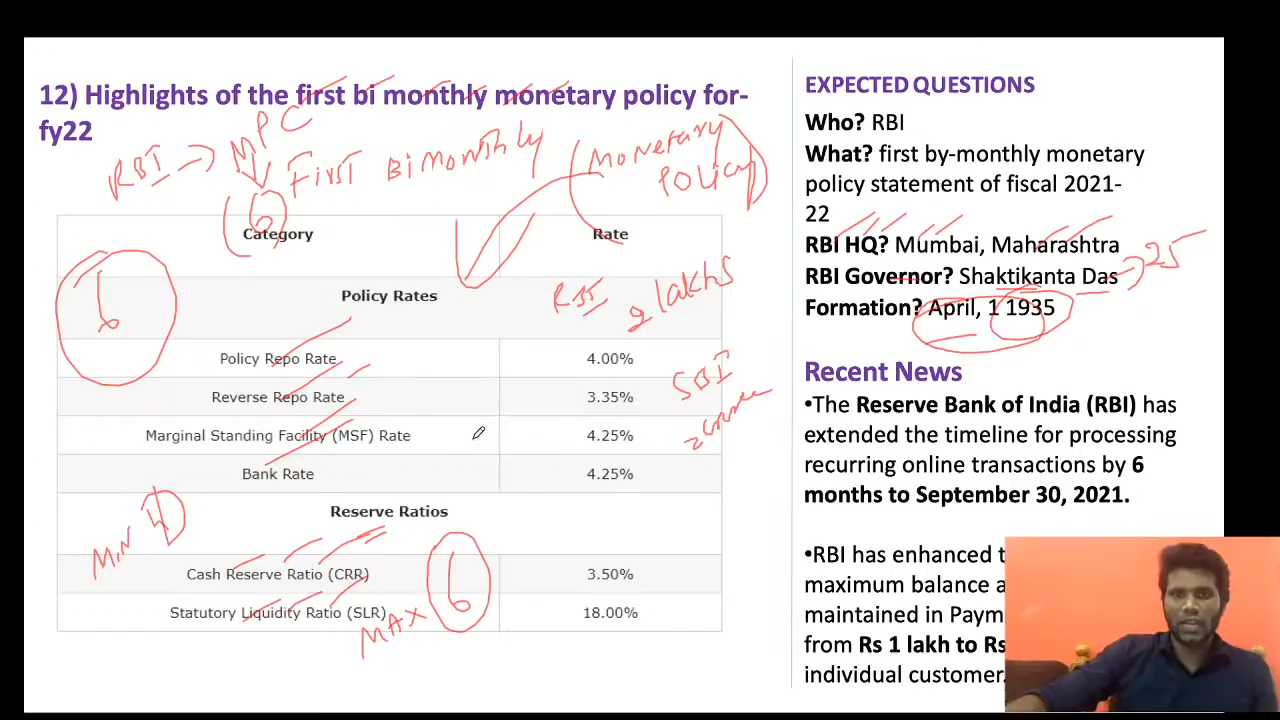 12) Highlights of the first bi monthly monetary policy for-
fy22
RBI → MPC
First Bimonthly (Monetary
Policy)
(6)
Category Rate
6
Policy Rates
RBI
2 lakhs
Policy Repo Rate 4.00%
Reverse Repo Rate 3.35%
SBI
Marginal Standing Facility (MSF) Rate 4.25%
2
Bank Rate 4.25%
Reserve Ratios
Min 4
Cash Reserve Ratio (CRR) 3.50%
Statutory Liquidity Ratio (SLR) 18.00%
MAX 6
EXPECTED QUESTIONS
Who? RBI
What? first by-monthly monetary
policy statement of fiscal 2021-
22
RBI HQ? Mumbai, Maharashtra
RBI Governor? Shaktikanta Das
→ 25
Formation? April, 1 1935
Recent News
•The Reserve Bank of India (RBI) has
extended the timeline for processing
recurring online transactions by 6
months to September 30, 2021.
•RBI has enhanced
maximum balance
maintained in
from Rs 1 lakh to Rs
individual customer.